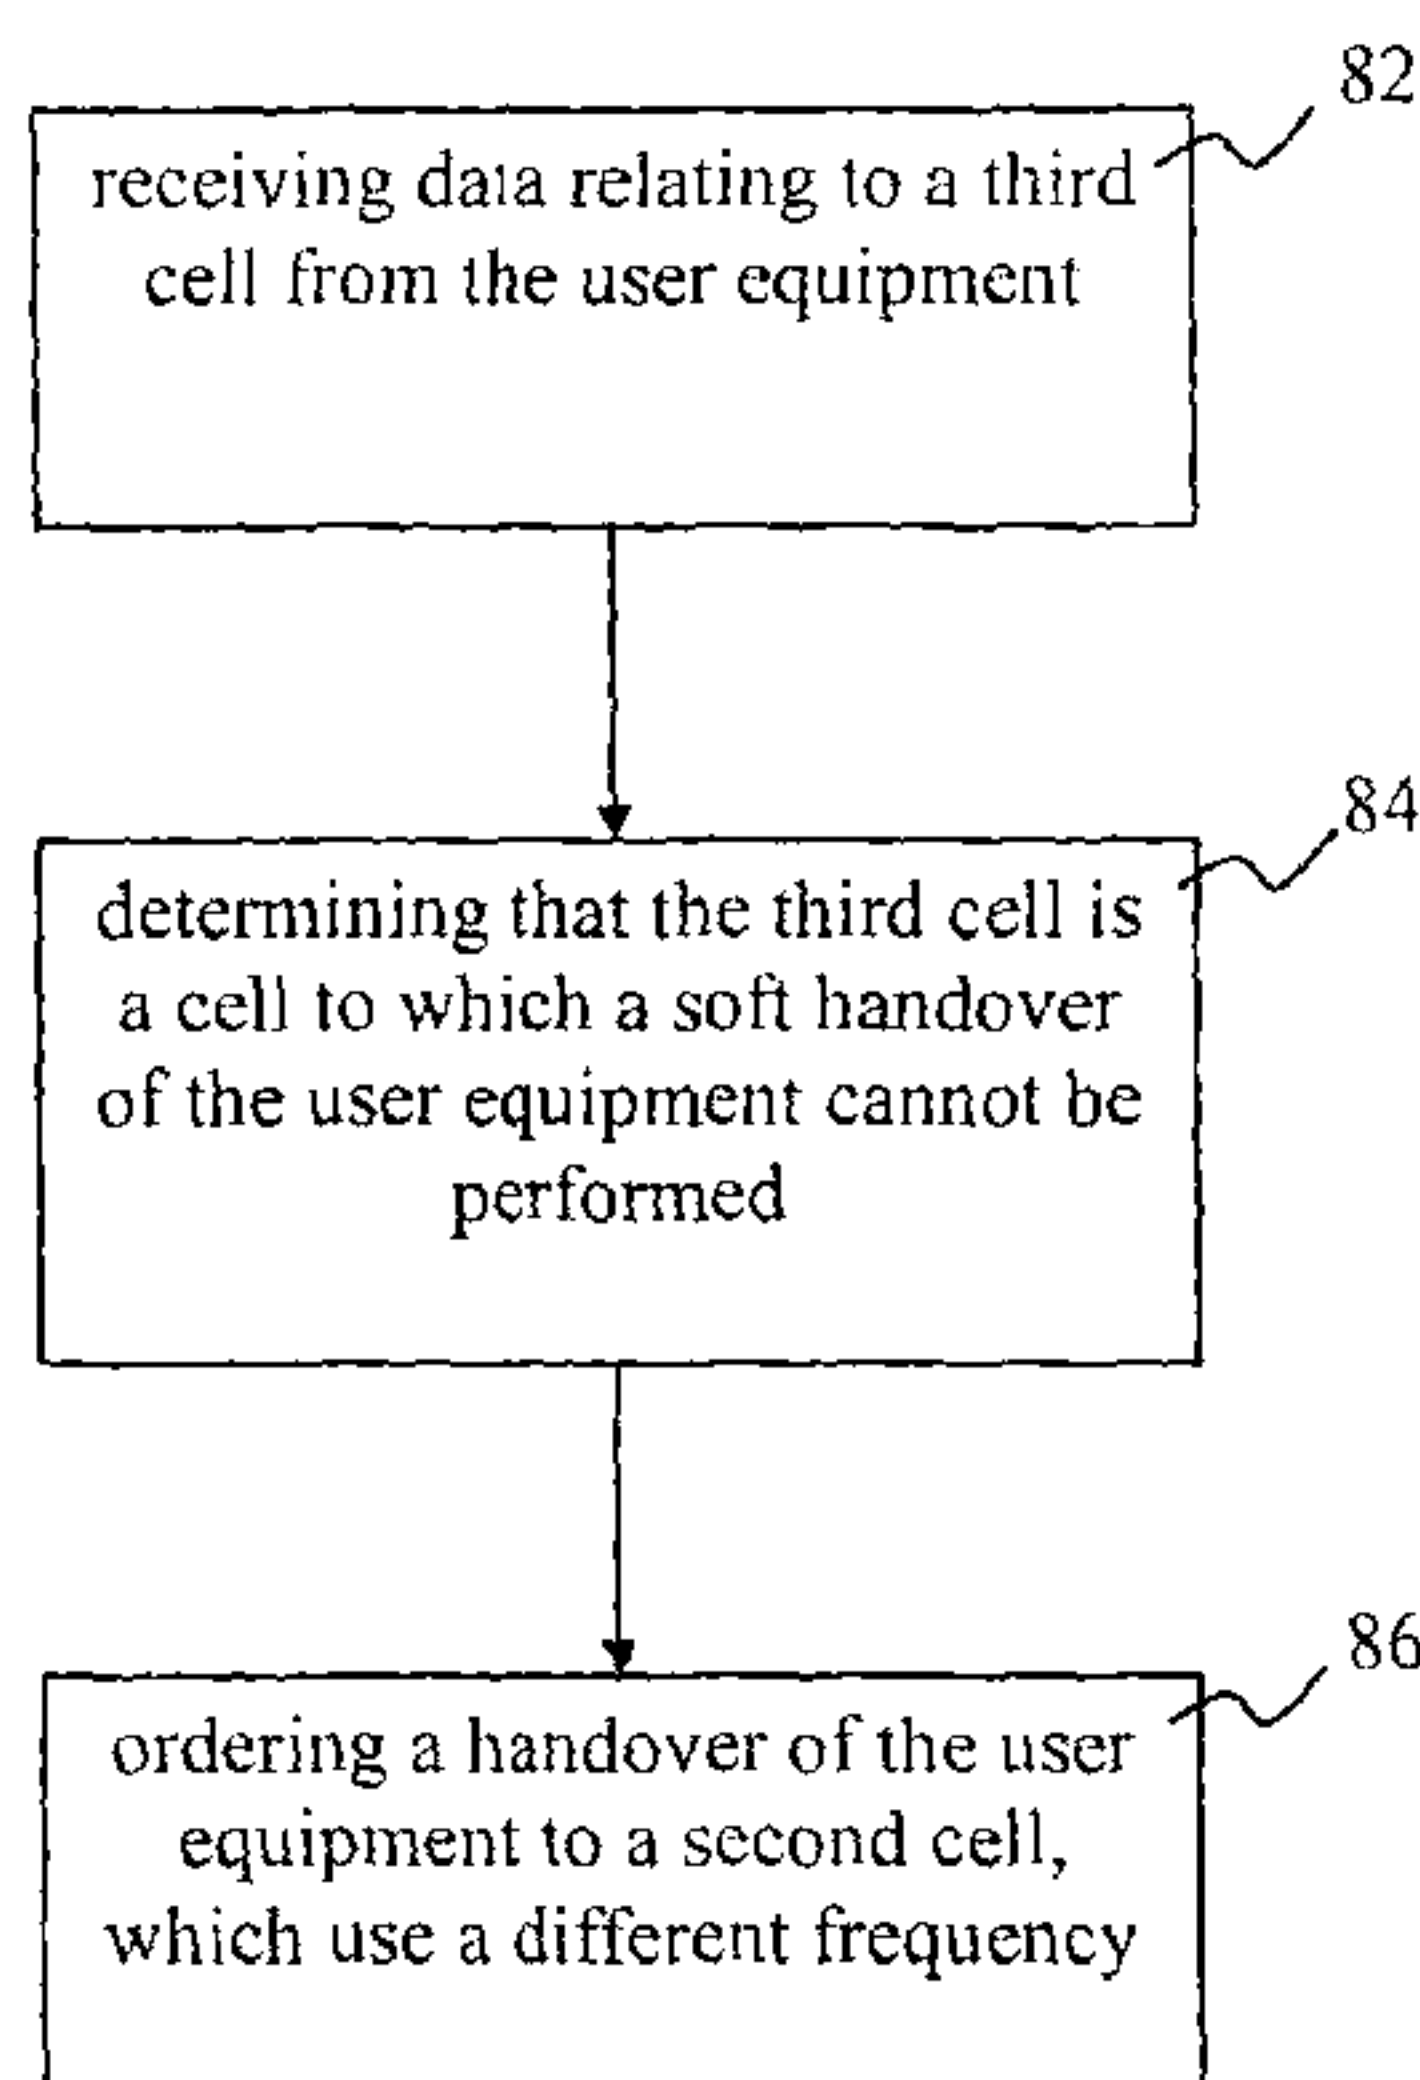 82
receiving data relating to a third
cell from the user equipment
84
determining that the third cell is
a cell to which a soft handover
of the user equipment cannot be
performed
86
ordering a handover of the user
equipment to a second cell,
which use a different frequency